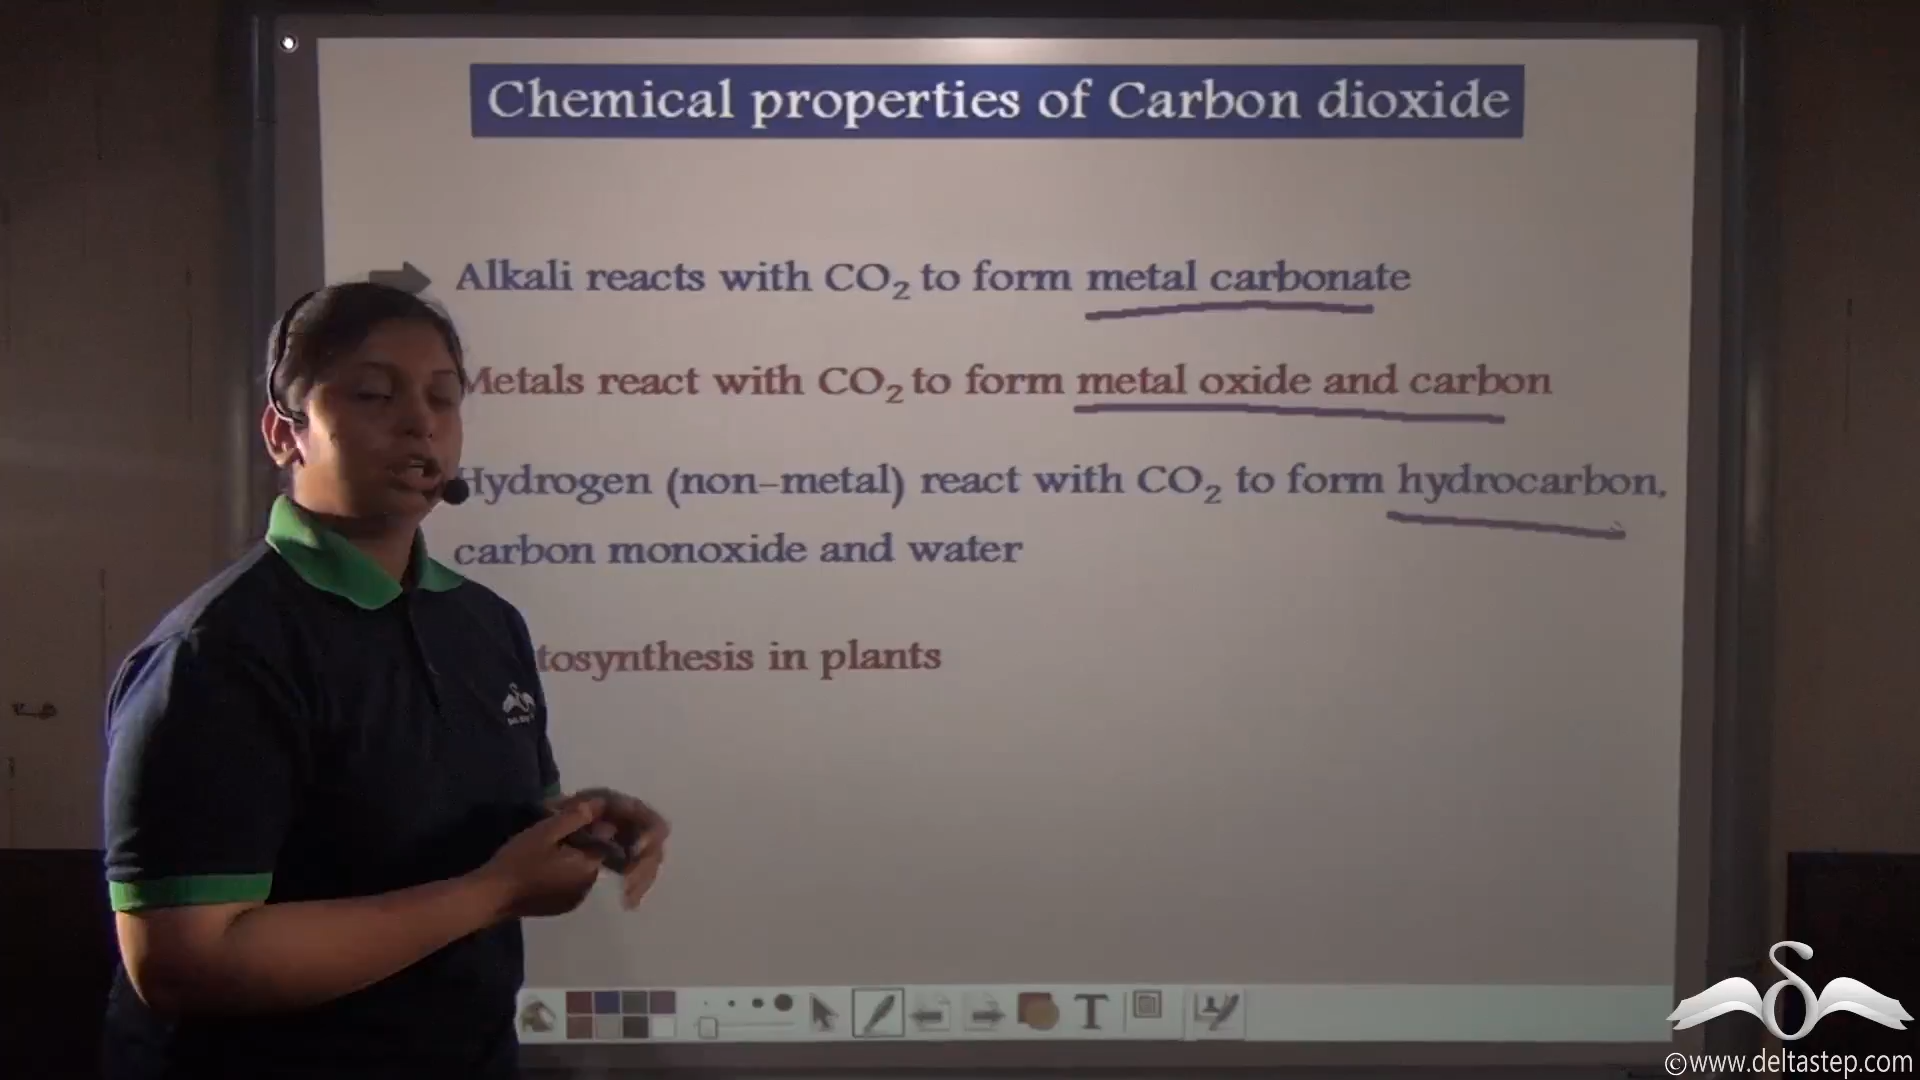 Chemical properties of Carbon dioxide
Alkali reacts with CO₂ to form metal carbonate
Metals react with CO₂ to form metal oxide and carbon
Hydrogen (non-metal) react with CO₂ to form hydrocarbon,
carbon monoxide and water
tosynthesis in plants
T
©www.deltastep.com